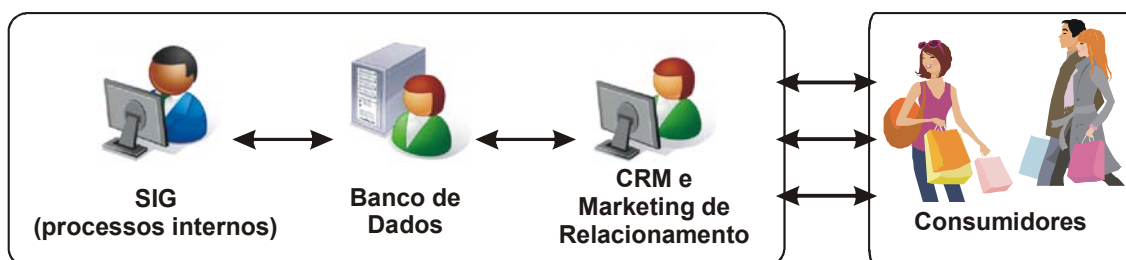 SIG
(processos internos)
Banco de
Dados
CRM e
Marketing de
Relacionamento
Consumidores